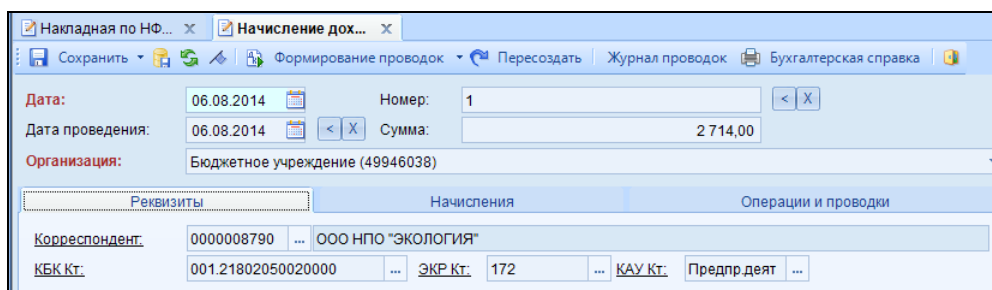 Накладная по НФ... x Начисление дох... x
Сохранить Формирование проводок Пересоздать Журнал проводок Бухгалтерская справка
Дата: 06.08.2014 Номер: 1 < X
Дата проведения: 06.08.2014 < X Сумма: 2 714,00
Организация: Бюджетное учреждение (49946038)
Реквизиты Начисления Операции и проводки
Корреспондент: 0000008790 ... ООО НПО "ЭКОЛОГИЯ"
КБК Кт: 001.21802050020000 ... ЭКР Кт: 172 ... КАУ Кт: Предпр.деят ...